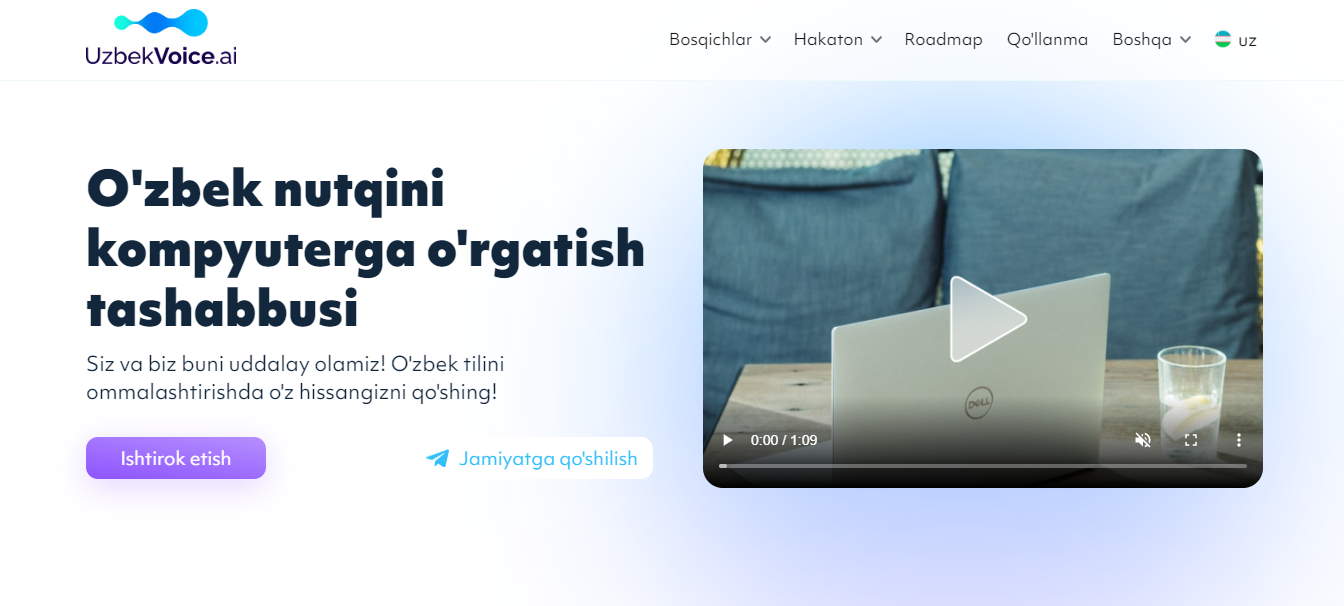 UzbekVoice.ai
Bosqichlar Hakaton Roadmap Qo'llanma Boshqa uz
O'zbek nutqini
kompyuterga o'rgatish
tashabbusi
Siz va biz buni uddalay olamiz! O'zbek tilini
ommalashtirishda o'z hissangizni qo'shing!
Ishtirok etish
Jamiyatga qo'shilish
DELL
0:00 / 1:09